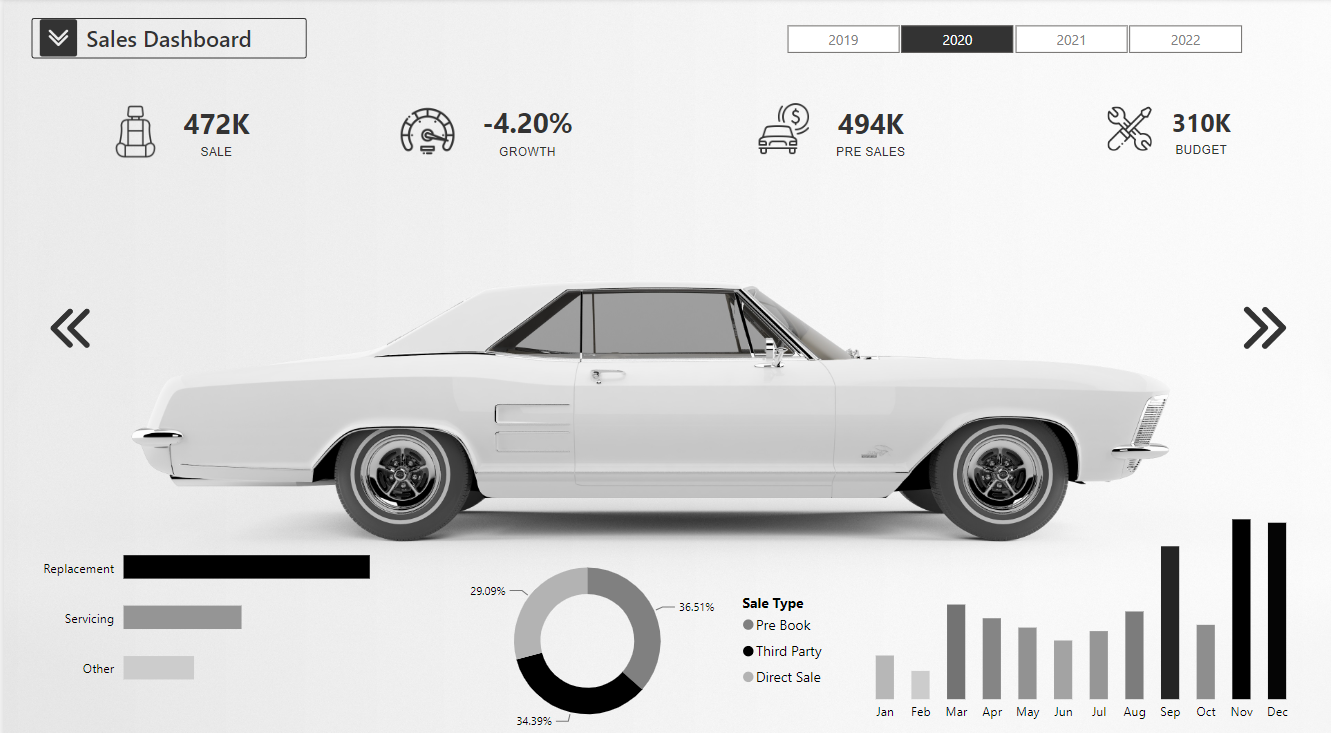 Sales Dashboard
2019 2020 2021 2022
472K
SALE
-4.20%
GROWTH
494K
PRE SALES
310K
BUDGET
Replacement
Servicing
Other
29.09%
36.51%
34.39%
Sale Type
Pre Book
Third Party
Direct Sale
Jan Feb Mar Apr May Jun Jul Aug Sep Oct Nov Dec